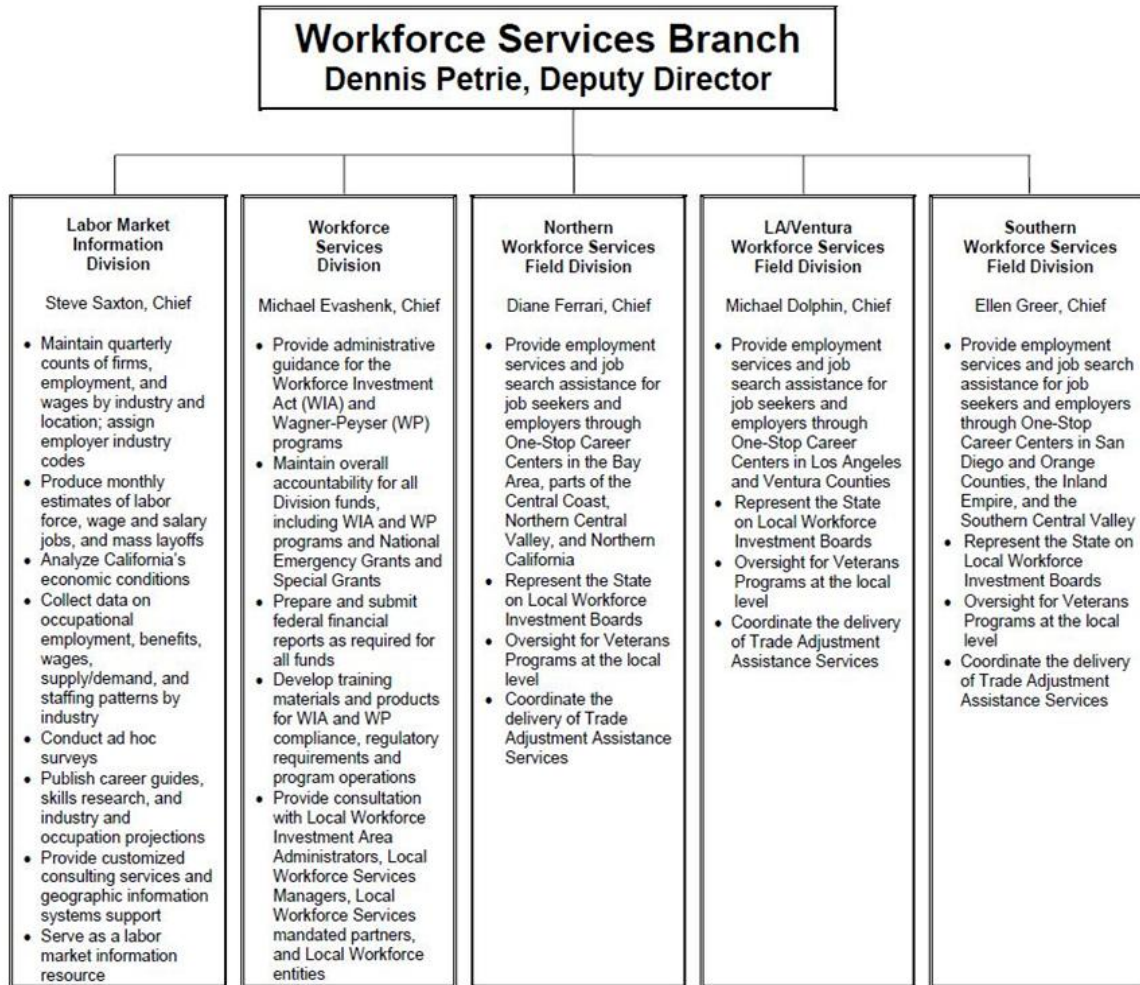 Workforce Services Branch
Dennis Petrie, Deputy Director
Labor Market
Information
Division
Steve Saxton, Chief
• Maintain quarterly
counts of firms,
employment, and
wages by industry and
location; assign
employer industry
codes
• Produce monthly
estimates of labor
force, wage and salary
jobs, and mass layoffs
• Analyze California's
economic conditions
• Collect data on
occupational
employment, benefits,
wages,
supply/demand, and
staffing patterns by
industry
• Conduct ad hoc
surveys
• Publish career guides,
skills research, and
industry and
occupation projections
• Provide customized
consulting services and
geographic information
systems support
• Serve as a labor
market information
resource
Workforce
Services
Division
Michael Evashenk, Chief
• Provide administrative
guidance for the
Workforce Investment
Act (WIA) and
Wagner-Peyser (WP)
programs
• Maintain overall
accountability for all
Division funds,
including WIA and WP
programs and National
Emergency Grants and
Special Grants
• Prepare and submit
federal financial
reports as required for
all funds
• Develop training
materials and products
for WIA and WP
compliance, regulatory
requirements and
program operations
• Provide consultation
with Local Workforce
Investment Area
Administrators, Local
Workforce Services
Managers, Local
Workforce Services
mandated partners,
and Local Workforce
entities
Northern
Workforce Services
Field Division
Diane Ferrari, Chief
• Provide employment
services and job
search assistance for
job seekers and
employers through
One-Stop Career
Centers in the Bay
Area, parts of the
Central Coast,
Northern Central
Valley, and Northern
California
• Represent the State
on Local Workforce
Investment Boards
• Oversight for Veterans
Programs at the local
level
• Coordinate the
delivery of Trade
Adjustment Assistance
Services
LA/Ventura
Workforce Services
Field Division
Michael Dolphin, Chief
• Provide employment
services and job
search assistance for
job seekers and
employers through
One-Stop Career
Centers in Los Angeles
and Ventura Counties
• Represent the State
on Local Workforce
Investment Boards
• Oversight for Veterans
Programs at the local
level
• Coordinate the delivery
of Trade Adjustment
Assistance Services
Southern
Workforce Services
Field Division
Ellen Greer, Chief
• Provide employment
services and job search
assistance for job
seekers and employers
through One-Stop
Career Centers in San
Diego and Orange
Counties, the Inland
Empire, and the
Southern Central Valley
• Represent the State on
Local Workforce
Investment Boards
• Oversight for Veterans
Programs at the local
level
• Coordinate the delivery
of Trade Adjustment
Assistance Services